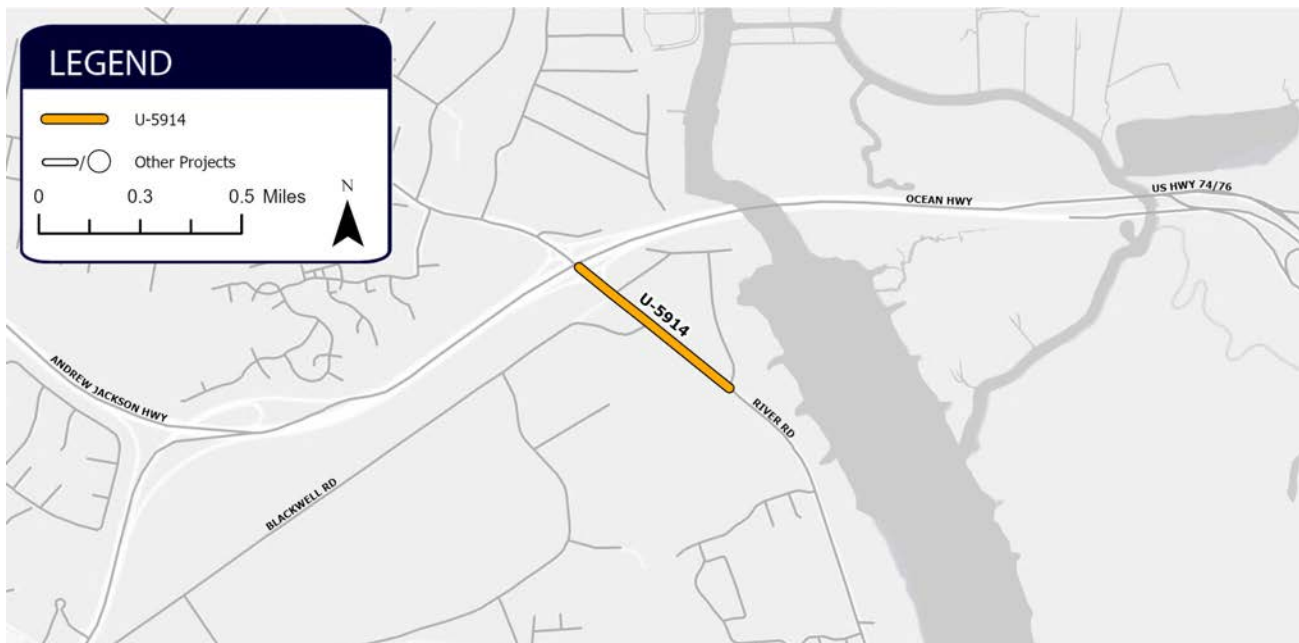 LEGEND
U-5914
Other Projects
0 0.3 0.5 Miles
N
US HWY 74/76
OCEAN HWY
U-5914
ANDREW JACKSON HWY
RIVER RD
BLACKWELL RD